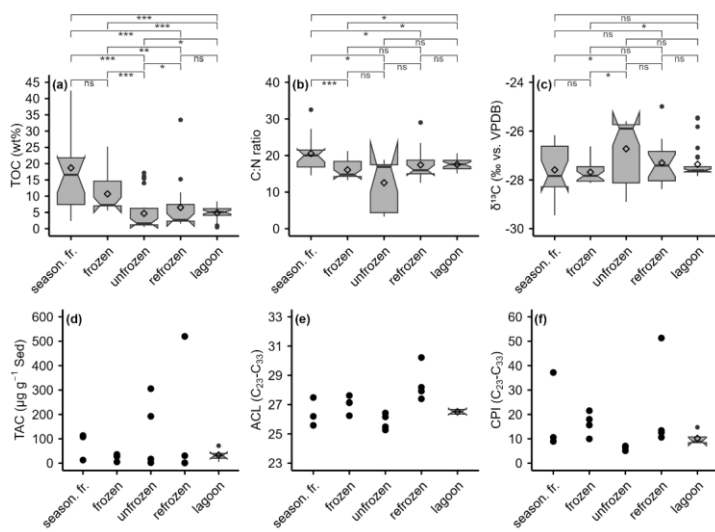 *** * ns
*** * *
*** * ns
* ns ns
** ns ns
*** ns * ns * ns
* ns ns
*** ns *
ns *** ns
(a) (b) (c)
TOC (wt%)
45
40
35
30
25
20
15
10
5
0
season. fr. frozen unfrozen refrozen lagoon
C:N ratio
40
30
20
10
0
season. fr. frozen unfrozen refrozen lagoon
δ¹³C (‰ vs. VPDB)
-24
-26
-28
-30
season. fr. frozen unfrozen refrozen lagoon
(d)
TAC (µg g⁻¹ Sed)
600
500
400
300
200
100
0
season. fr. frozen unfrozen refrozen lagoon
(e)
ACL (C₂₃-C₃₃)
33
31
29
27
25
23
season. fr. frozen unfrozen refrozen lagoon
(f)
CPI (C₂₃-C₃₃)
60
50
40
30
20
10
0
season. fr. frozen unfrozen refrozen lagoon